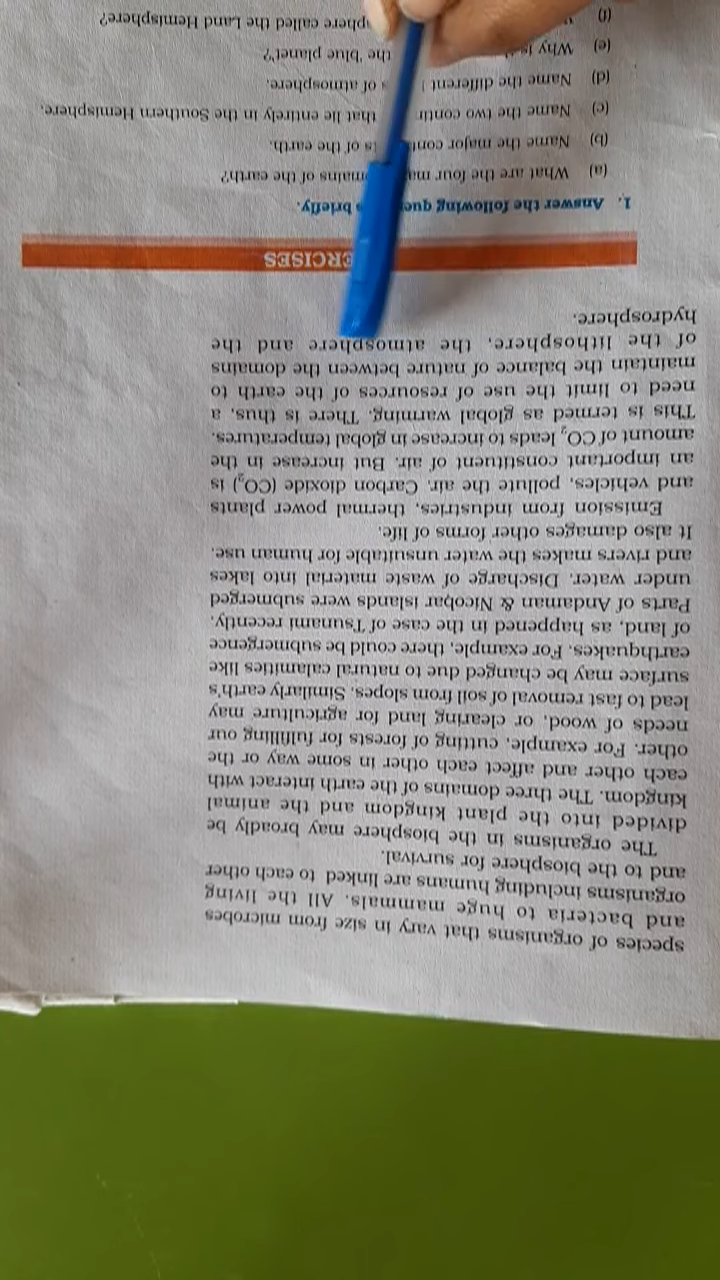 species of organisms that vary in size from microbes
and bacteria to huge mammals. All the living
organisms including humans are linked to each other
and to the biosphere for survival.
The organisms in the biosphere may broadly be
divided into the plant kingdom and the animal
kingdom. The three domains of the earth interact with
each other and affect each other in some way or the
other. For example, cutting of forests for fulfilling our
needs of wood, or clearing land for agriculture may
lead to fast removal of soil from slopes. Similarly earth's
surface may be changed due to natural calamities like
earthquakes. For example, there could be submergence
of land, as happened in the case of Tsunami recently.
Parts of Andaman & Nicobar islands were submerged
under water. Discharge of waste material into lakes
and rivers makes the water unsuitable for human use.
It also damages other forms of life.
Emission from industries, thermal power plants
and vehicles, pollute the air. Carbon dioxide (CO₂) is
an important constituent of air. But increase in the
amount of CO₂ leads to increase in global temperatures.
This is termed as global warming. There is thus, a
need to limit the use of resources of the earth to
maintain the balance of nature between the domains
of the lithosphere, the atmosphere and the
hydrosphere.
ERCISES
1. Answer the following briefly.
(a) What are the four of the earth?
(b) Name the major of the earth.
(c) Name the two that lie entirely in the Southern Hemisphere.
(d) Name the different of atmosphere.
(e) Why the 'blue planet'?
(f) called the Land Hemisphere?